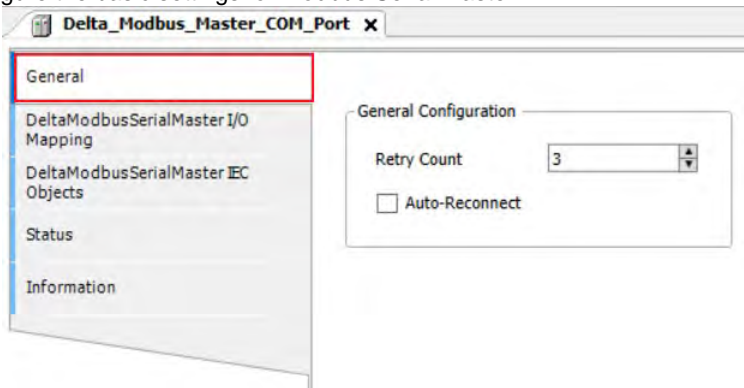 Delta_Modbus_Master_COM_Port X
General
DeltaModbusSerialMaster I/O
Mapping
DeltaModbusSerialMaster IEC
Objects
Status
Information
General Configuration
Retry Count 3
Auto-Reconnect